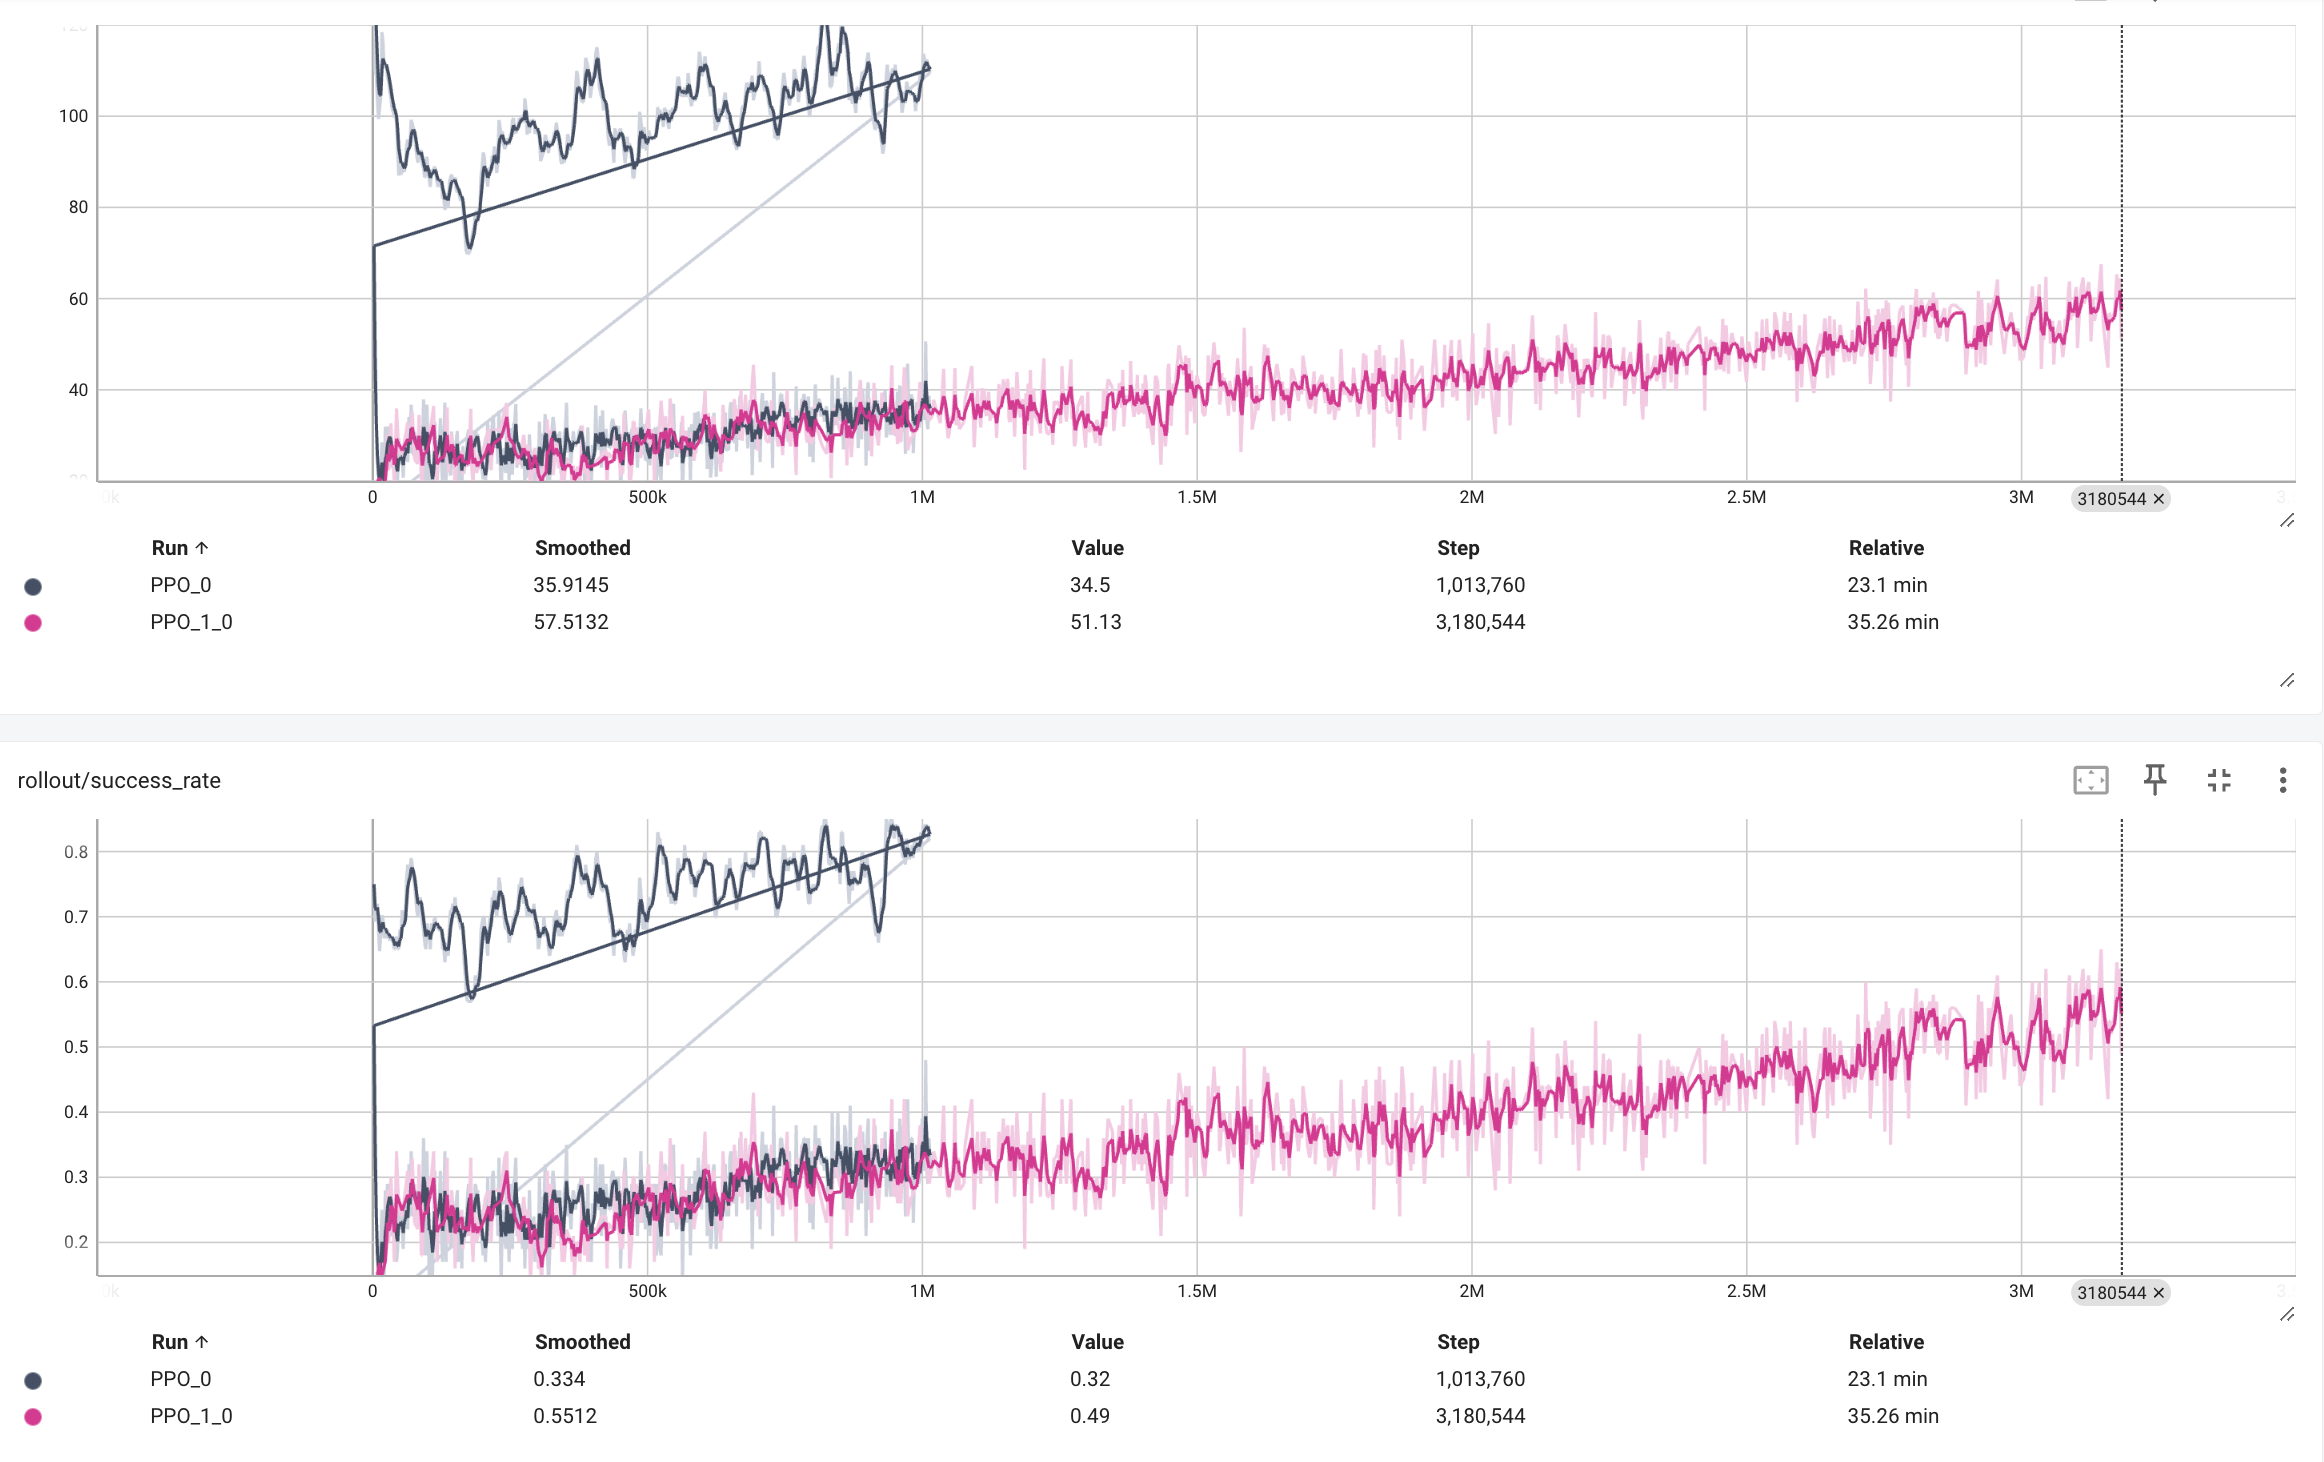 120
100
80
60
40
20
0k 0 500k 1M 1.5M 2M 2.5M 3M 3180544 ×
Run ↑ Smoothed Value Step Relative
PPO_0 35.9145 34.5 1,013,760 23.1 min
PPO_1_0 57.5132 51.13 3,180,544 35.26 min
rollout/success_rate
0.8
0.7
0.6
0.5
0.4
0.3
0.2
0k 0 500k 1M 1.5M 2M 2.5M 3M 3180544 ×
Run ↑ Smoothed Value Step Relative
PPO_0 0.334 0.32 1,013,760 23.1 min
PPO_1_0 0.5512 0.49 3,180,544 35.26 min